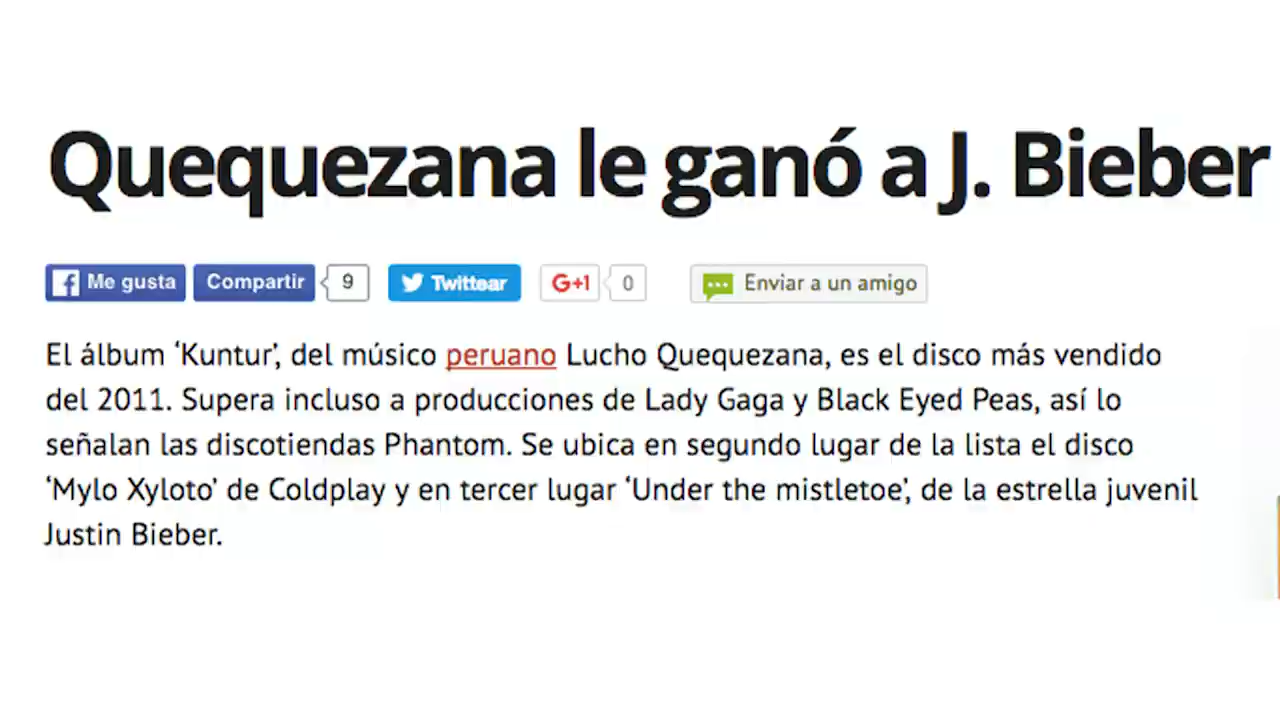 Quequezana le ganó a J. Bieber
Me gusta Compartir 9 Twittear G+1 0 Enviar a un amigo
El álbum ‘Kuntur’, del músico peruano Lucho Quequezana, es el disco más vendido
del 2011. Supera incluso a producciones de Lady Gaga y Black Eyed Peas, así lo
señalan las discotiendas Phantom. Se ubica en segundo lugar de la lista el disco
‘Mylo Xyloto’ de Coldplay y en tercer lugar ‘Under the mistletoe’, de la estrella juvenil
Justin Bieber.